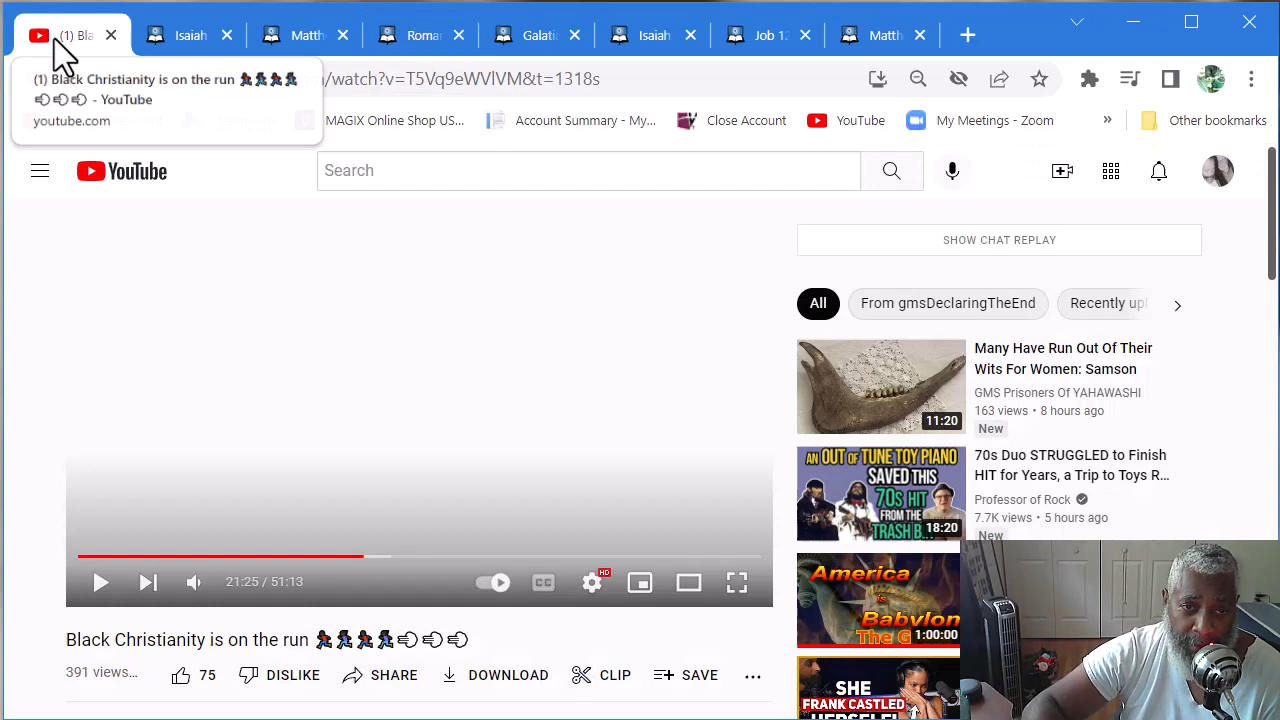 (1) Bla
Isaiah
Matth
Roma
Galati
Isaiah
Job 12
Matth
(1) Black Christianity is on the run
- YouTube
youtube.com
/watch?v=T5Vq9eWVlVM&t=1318s
MAGIX Online Shop US...
Account Summary - My...
Close Account
YouTube
My Meetings - Zoom
»
Other bookmarks
YouTube
Search
SHOW CHAT REPLAY
All
From gmsDeclaringTheEnd
Recently upl
Many Have Run Out Of Their
Wits For Women: Samson
GMS Prisoners Of YAHAWASHI
163 views • 8 hours ago
New
11:20
70s Duo STRUGGLED to Finish
HIT for Years, a Trip to Toys R...
Professor of Rock
7.7K views • 5 hours ago
New
AN OUT OF TUNE TOY PIANO
SAVED THIS
70S HIT
FROM THE
TRASH B
18:20
America
is
Babylon
The G
1:00:00
SHE
FRANK CASTLED
HERSELF!
21:25 / 51:13
CC
HD
Black Christianity is on the run
391 views...
75
DISLIKE
SHARE
DOWNLOAD
CLIP
SAVE
...